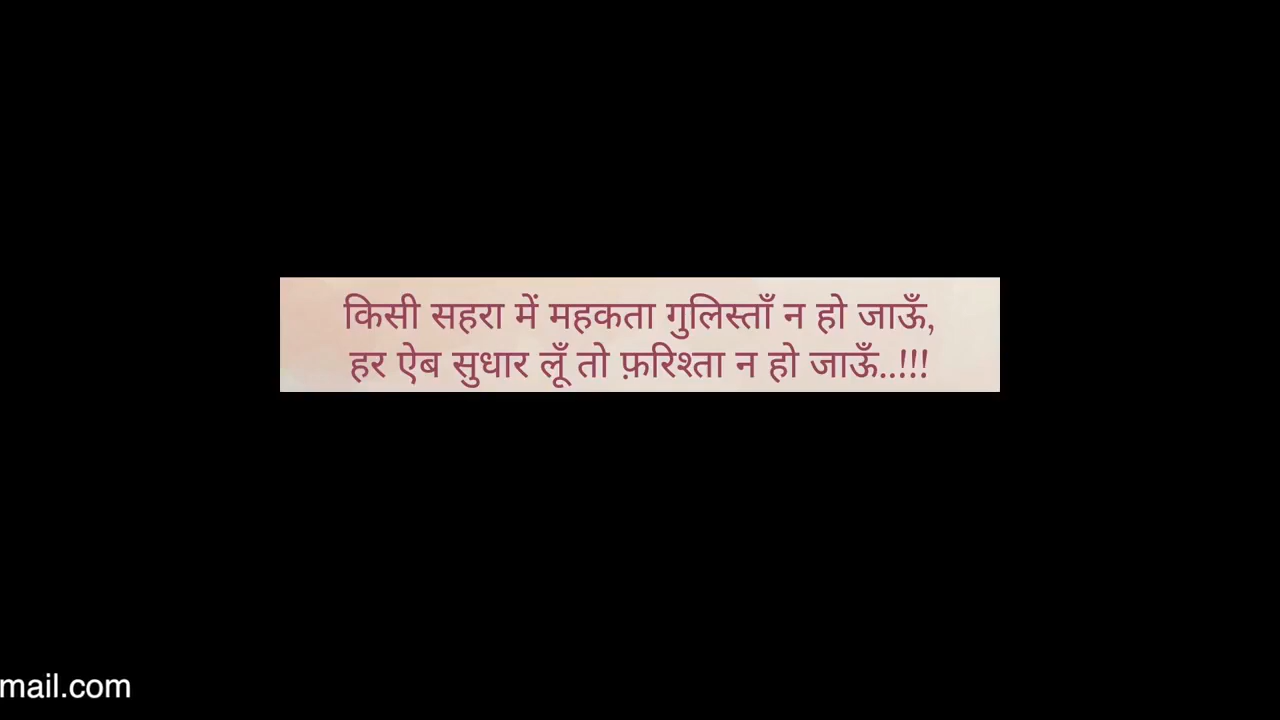 किसी सहरा में महकता गुलिस्ताँ न हो जाऊँ,
हर ऐब सुधार लूँ तो फ़रिश्ता न हो जाऊँ..!!!
mail.com